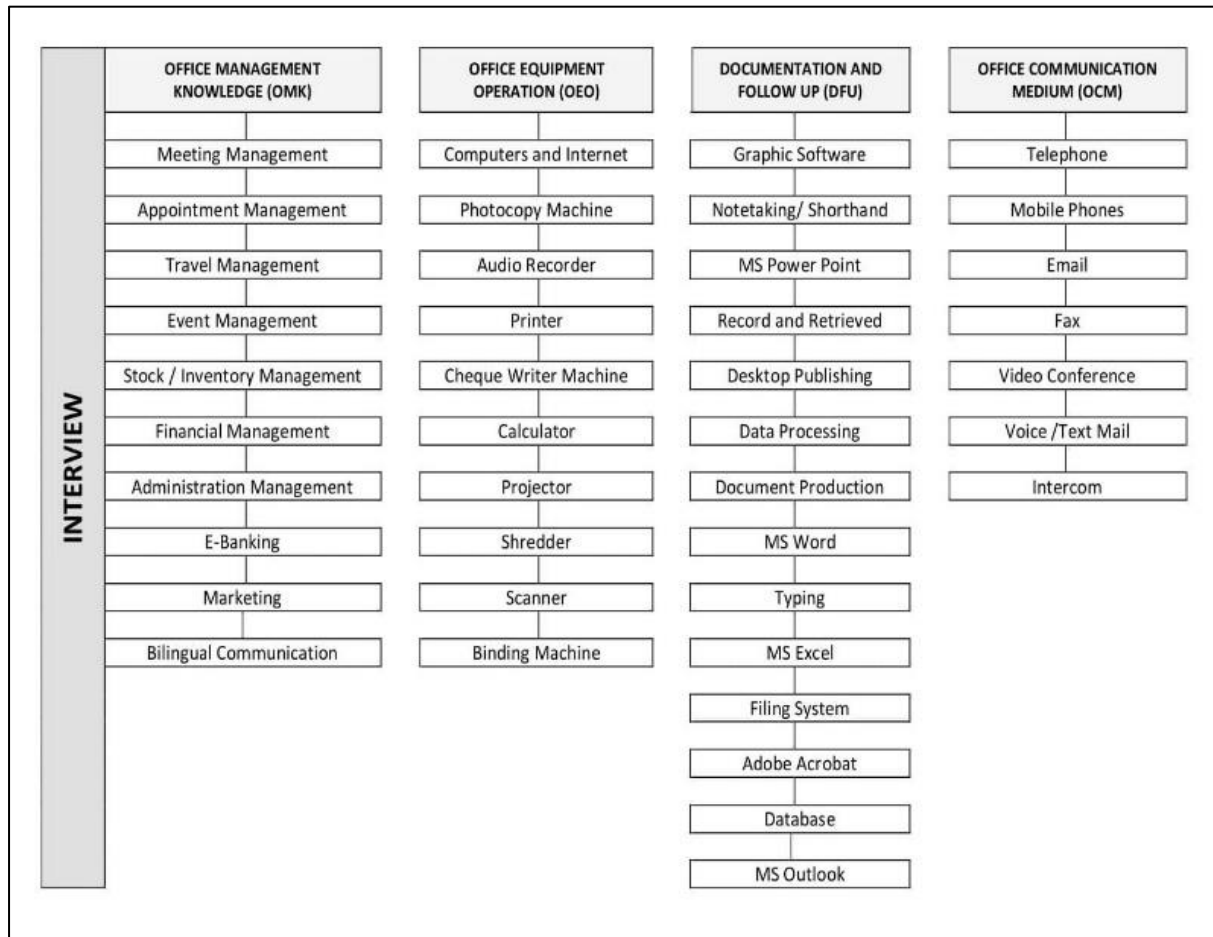 INTERVIEW
OFFICE MANAGEMENT
KNOWLEDGE (OMK)
Meeting Management
Appointment Management
Travel Management
Event Management
Stock / Inventory Management
Financial Management
Administration Management
E-Banking
Marketing
Bilingual Communication
OFFICE EQUIPMENT
OPERATION (OEO)
Computers and Internet
Photocopy Machine
Audio Recorder
Printer
Cheque Writer Machine
Calculator
Projector
Shredder
Scanner
Binding Machine
DOCUMENTATION AND
FOLLOW UP (DFU)
Graphic Software
Notetaking/ Shorthand
MS Power Point
Record and Retrieved
Desktop Publishing
Data Processing
Document Production
MS Word
Typing
MS Excel
Filing System
Adobe Acrobat
Database
MS Outlook
OFFICE COMMUNICATION
MEDIUM (OCM)
Telephone
Mobile Phones
Email
Fax
Video Conference
Voice /Text Mail
Intercom